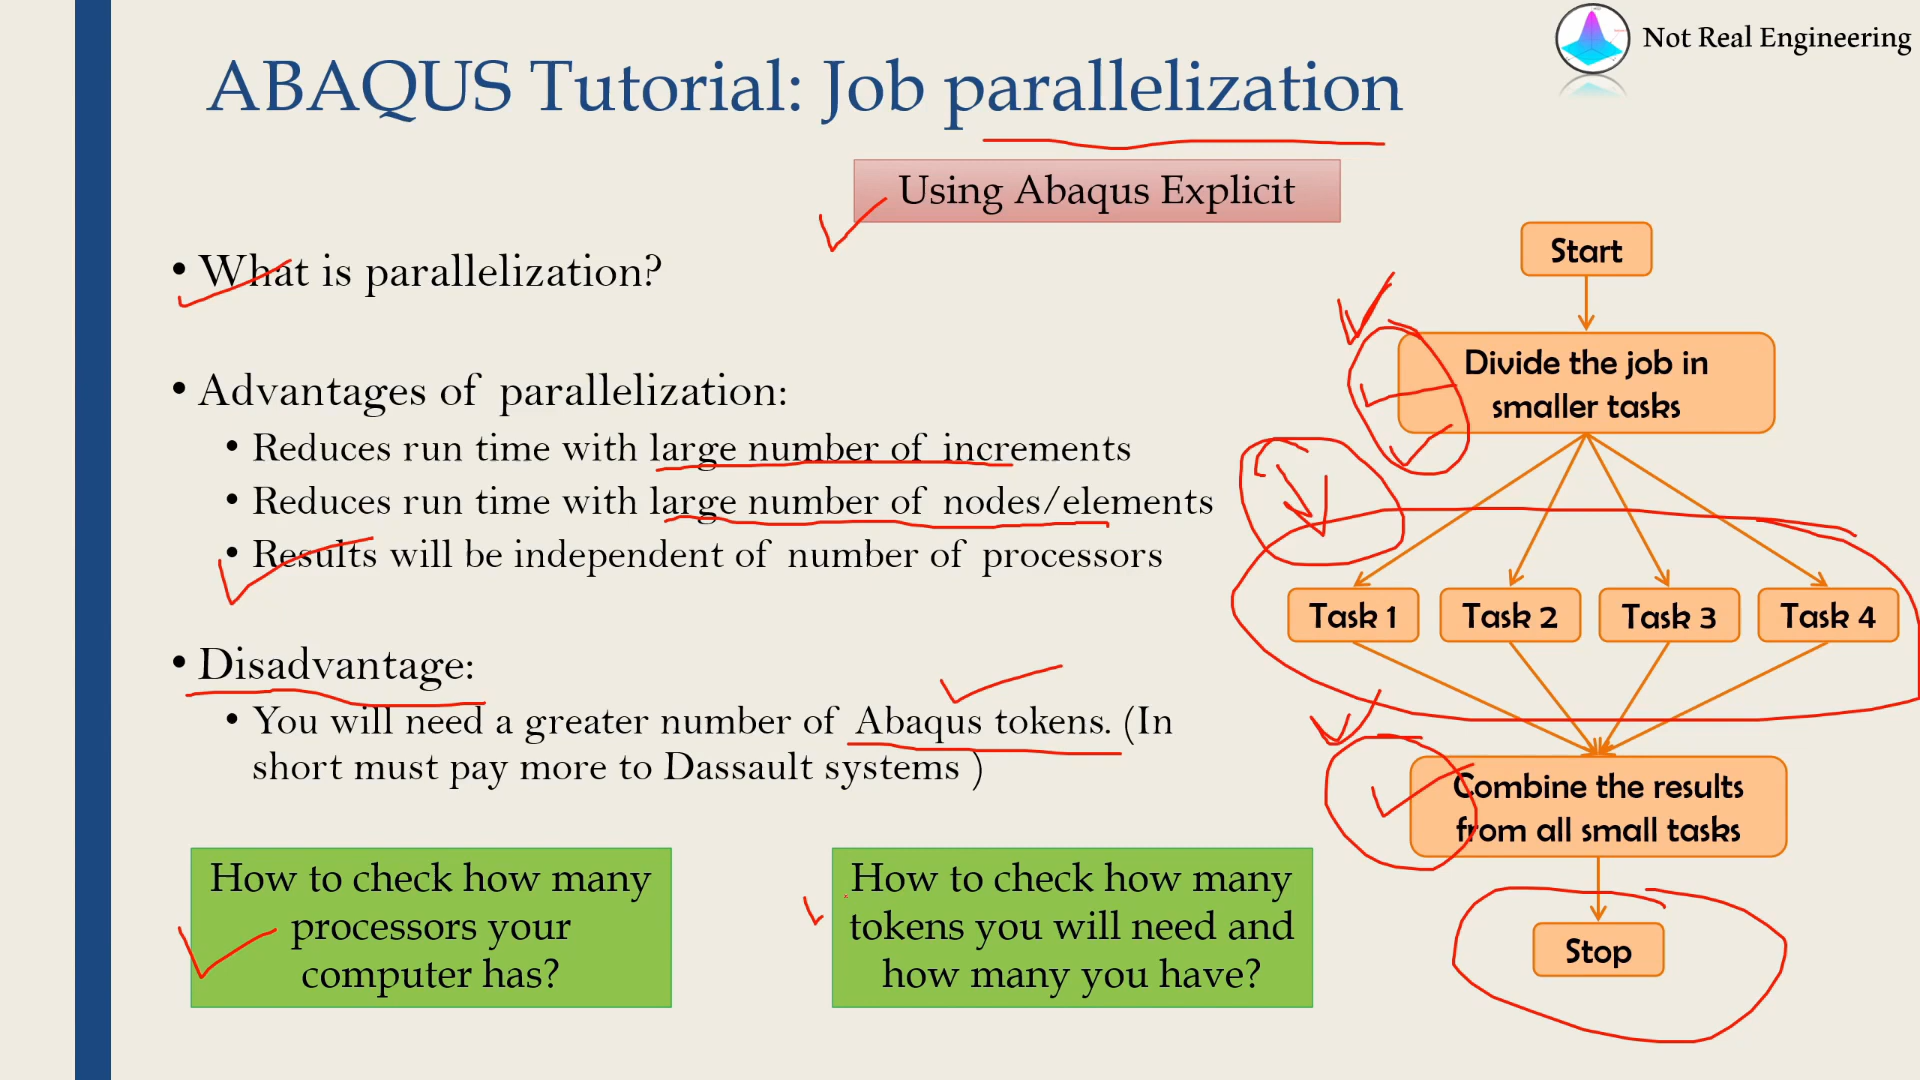 Not Real Engineering
ABAQUS Tutorial: Job parallelization
Using Abaqus Explicit
• What is parallelization?
• Advantages of parallelization:
• Reduces run time with large number of increments
• Reduces run time with large number of nodes/elements
• Results will be independent of number of processors
• Disadvantage:
• You will need a greater number of Abaqus tokens. (In
short must pay more to Dassault systems )
How to check how many
processors your
computer has?
How to check how many
tokens you will need and
how many you have?
Start
Divide the job in
smaller tasks
Task 1
Task 2
Task 3
Task 4
Combine the results
from all small tasks
Stop